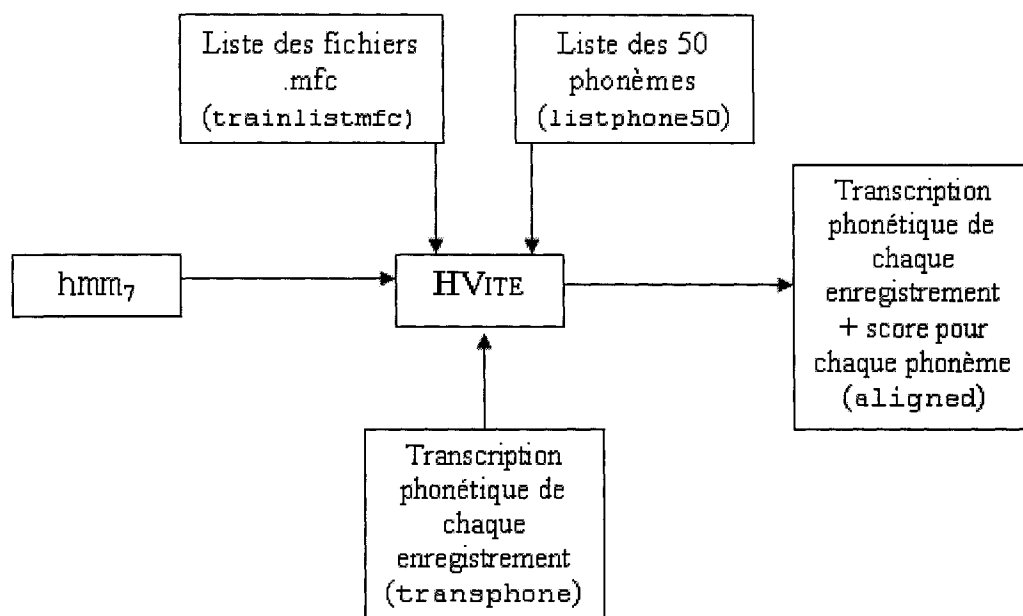 Liste des fichiers
.mfc
(trainlistmfc)
Liste des 50
phonèmes
(listphone50)
hmm₇
HVITE
Transcription
phonétique de
chaque
enregistrement
+ score pour
chaque phonème
(aligned)
Transcription
phonétique de
chaque
enregistrement
(transphone)